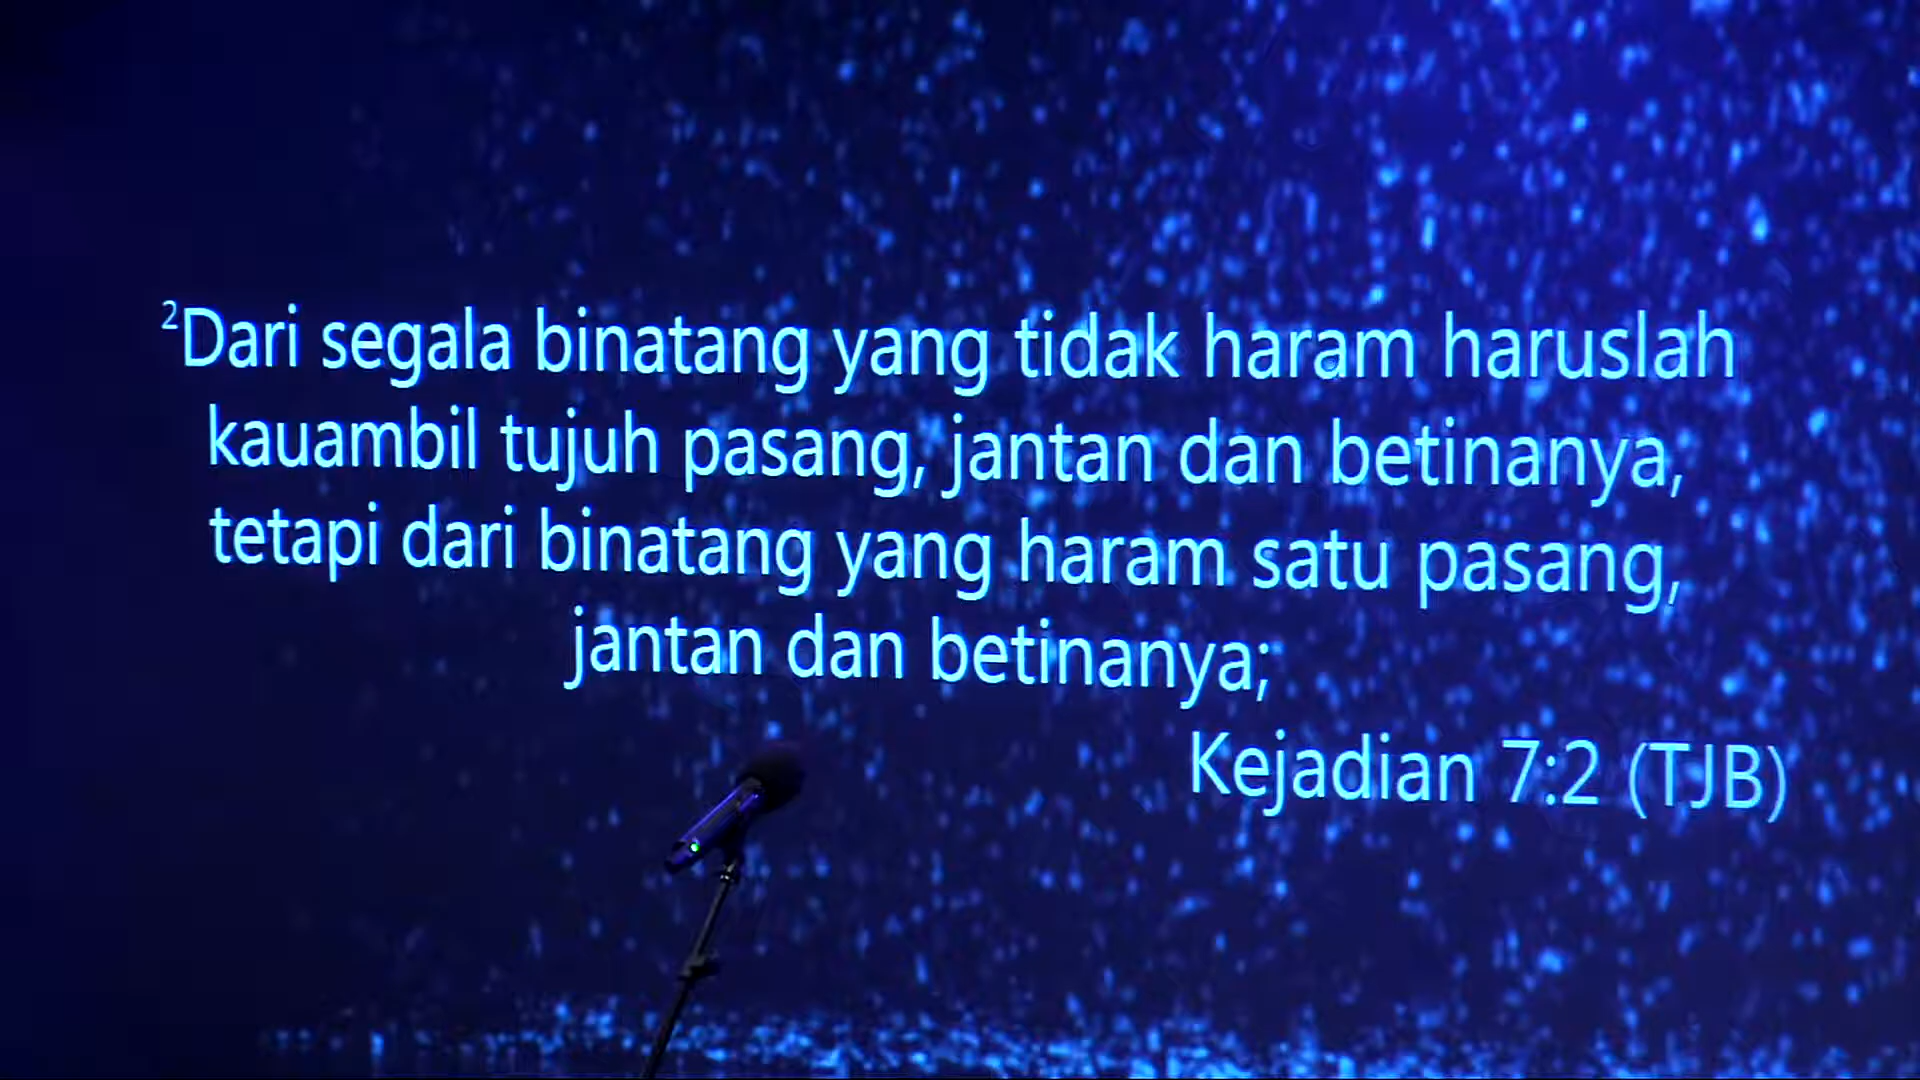 ²Dari segala binatang yang tidak haram haruslah
kauambil tujuh pasang, jantan dan betinanya,
tetapi dari binatang yang haram satu pasang,
jantan dan betinanya;
Kejadian 7:2 (TJB)